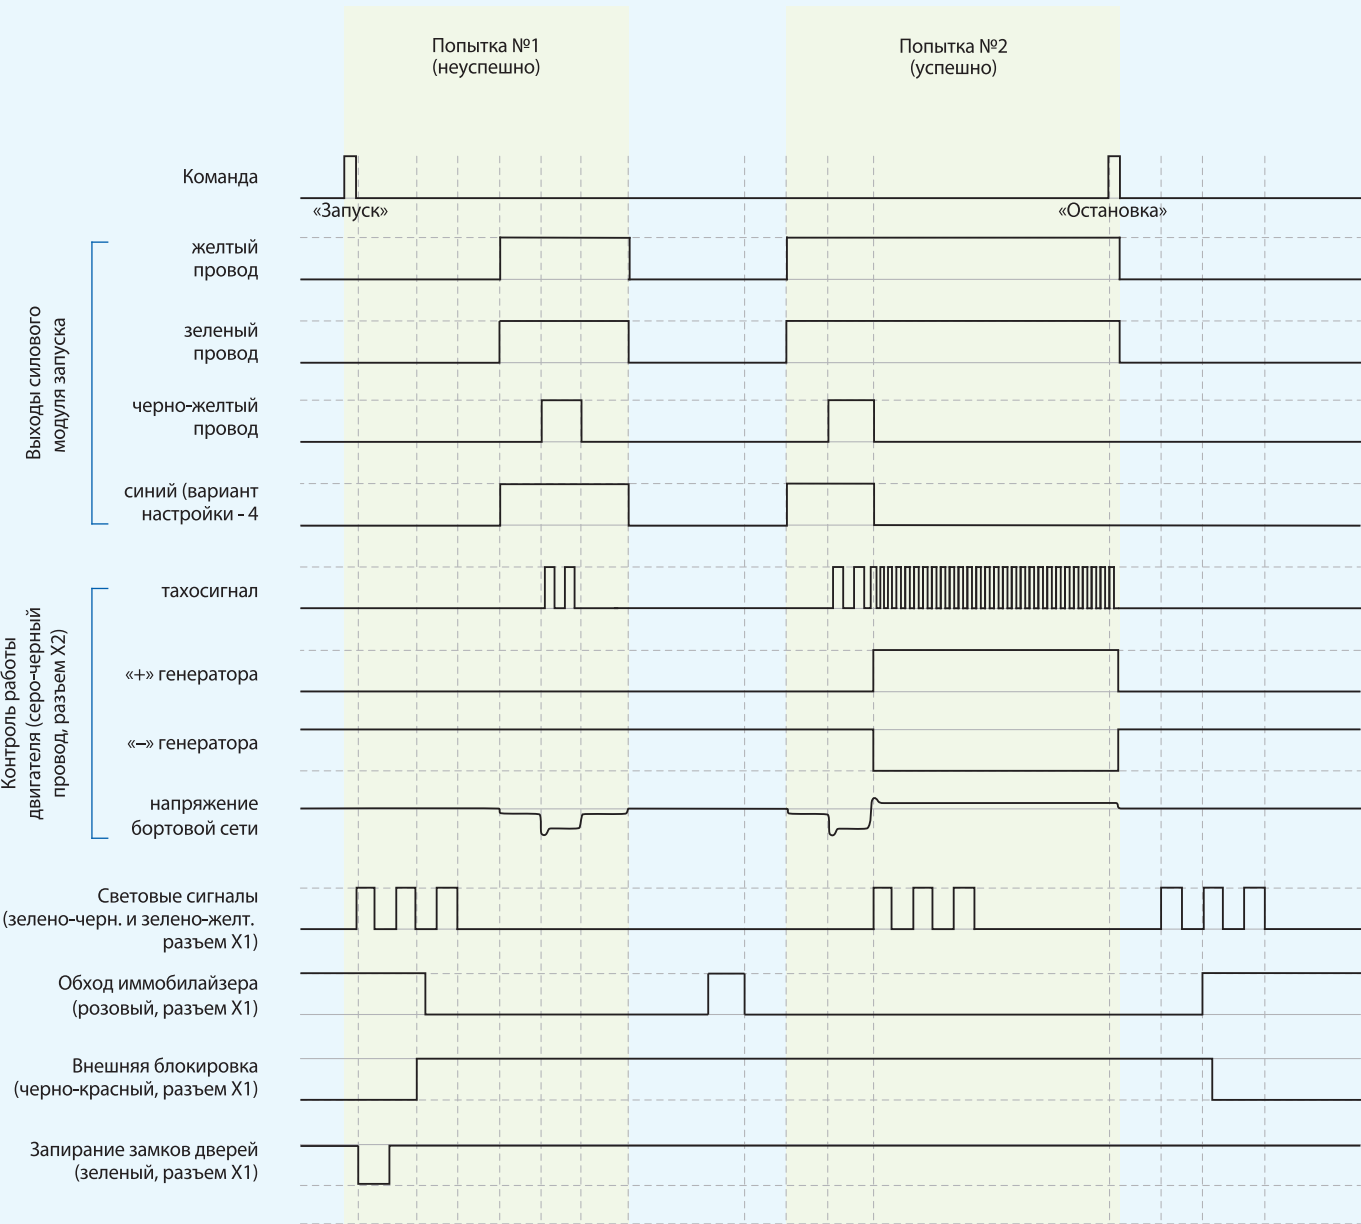 Попытка №1
(неуспешно)
Попытка №2
(успешно)
Команда
«Запуск»
«Остановка»
Выходы силового
модуля запуска
желтый
провод
зеленый
провод
черно-желтый
провод
синий (вариант
настройки - 4
Контроль работы
двигателя (серо-черный
провод, разъем X2)
тахосигнал
«+» генератора
«–» генератора
напряжение
бортовой сети
Световые сигналы
(зелено-черн. и зелено-желт.
разъем X1)
Обход иммобилайзера
(розовый, разъем X1)
Внешняя блокировка
(черно-красный, разъем X1)
Запирание замков дверей
(зеленый, разъем X1)